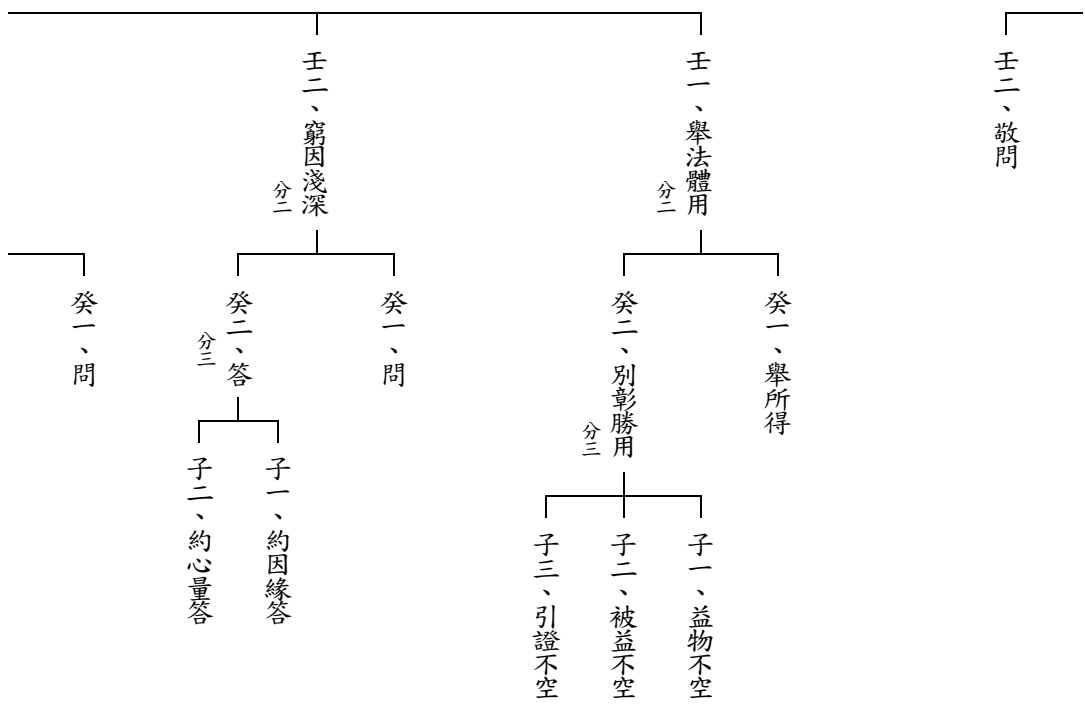 壬二、敬問
壬一、舉法體用
分二
癸一、舉所得
癸二、別彰勝用
分三
子一、益物不空
子二、被益不空
子三、引證不空
壬二、窮因淺深
分二
癸一、問
癸二、答
分三
子一、約因緣答
子二、約心量答
癸一、問